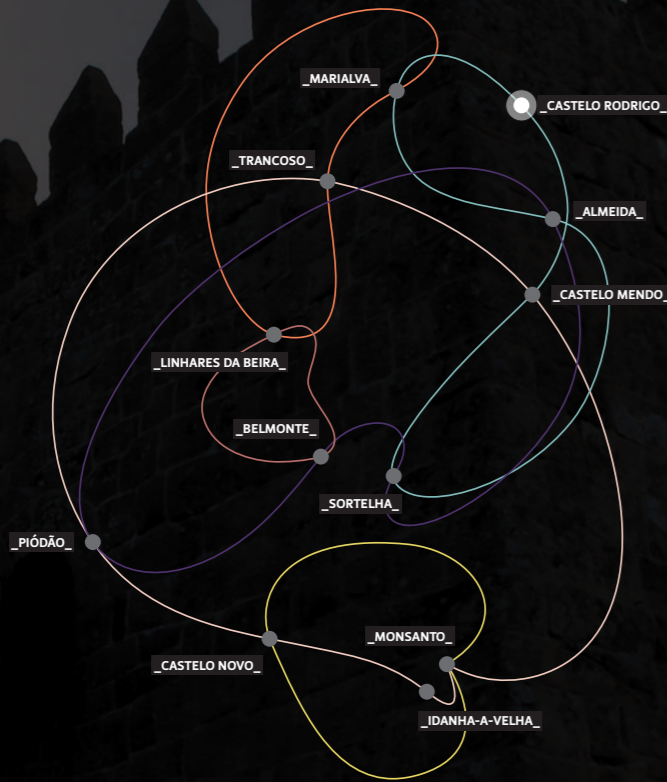 _MARIALVA_
_CASTELO RODRIGO_
_TRANCOSO_
_ALMEIDA_
_CASTELO MENDO_
_LINHARES DA BEIRA_
_BELMONTE_
_SORTELHA_
_PIÓDÃO_
_MONSANTO_
_CASTELO NOVO_
_IDANHA-A-VELHA_